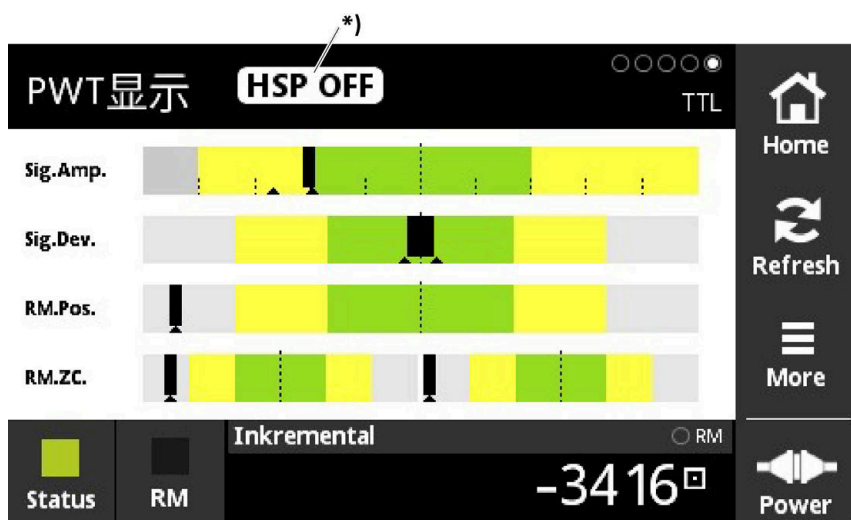 *)
PWT显示
HSP OFF
TTL
Home
Sig.Amp.
Sig.Dev.
Refresh
RM.Pos.
RM.ZC.
More
Inkremental
RM
Status
RM
-3416
Power